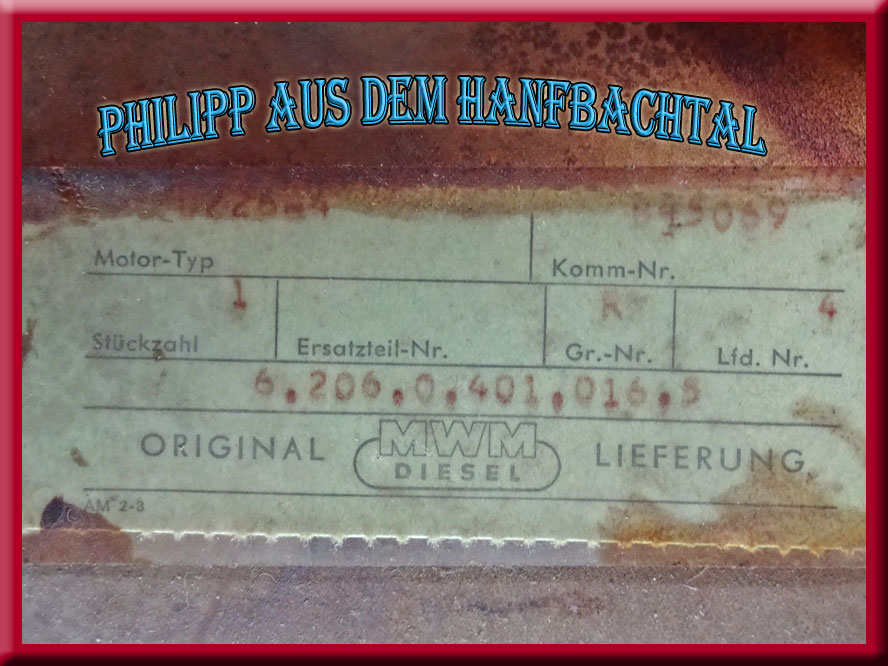 PHILIPP AUS DEM HANFBACHTAL
Motor-Typ Komm-Nr.
1 4
Stückzahl Ersatzteil-Nr. Gr.-Nr. Lfd. Nr.
6.206.0.401.016.5
ORIGINAL MWM DIESEL LIEFERUNG
AM 2-3